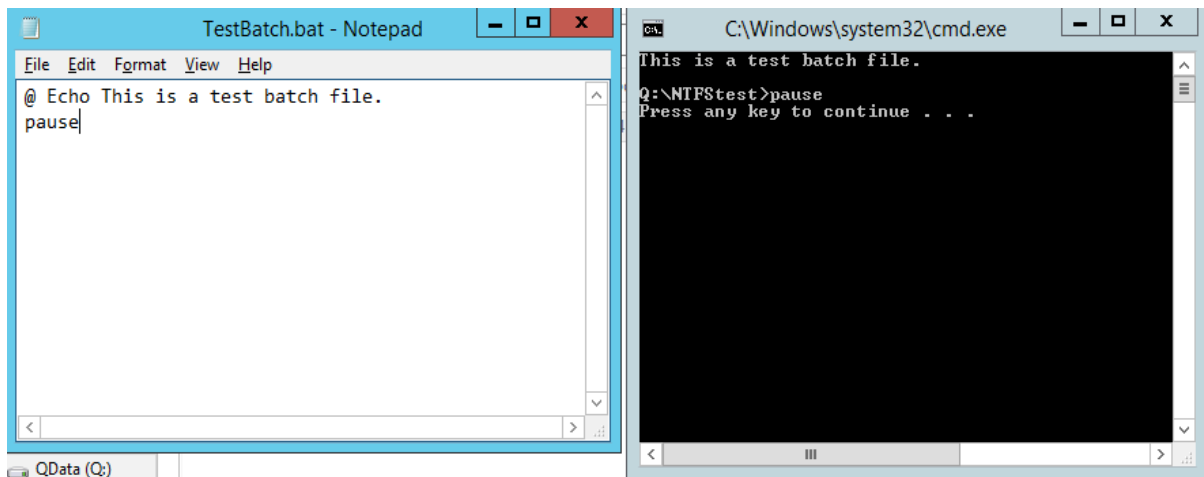 TestBatch.bat - Notepad
File Edit Format View Help
@ Echo This is a test batch file.
pause
QData (Q:)
C:\Windows\system32\cmd.exe
This is a test batch file.
Q:\NTFStest>pause
Press any key to continue . . .